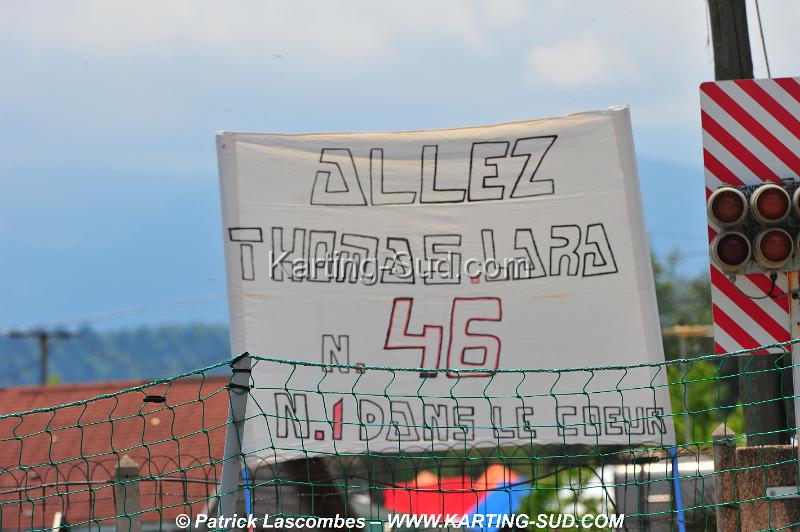 ALLEZ
THOMAS.LARA
Karting-Sud.com
N. 46
N.1 DANS LE COEUR
© Patrick Lascombes – WWW.KARTING-SUD.COM